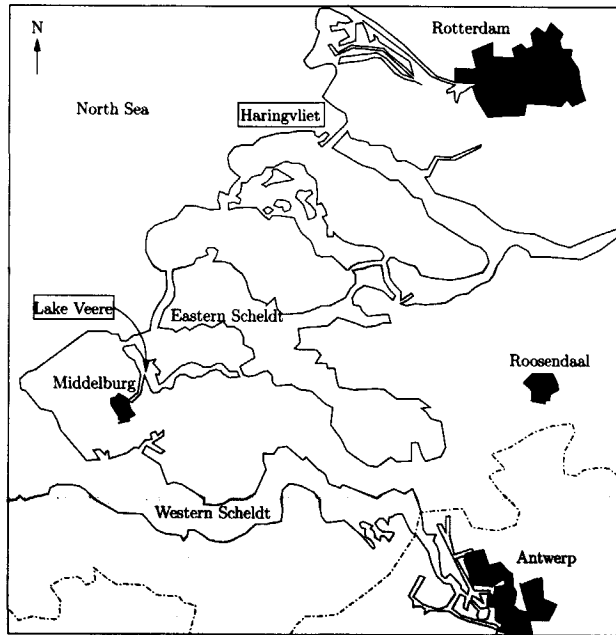 N
Rotterdam
North Sea
Haringvliet
Lake Veere
Eastern Scheldt
Roosendaal
Middelburg
Western Scheldt
Antwerp